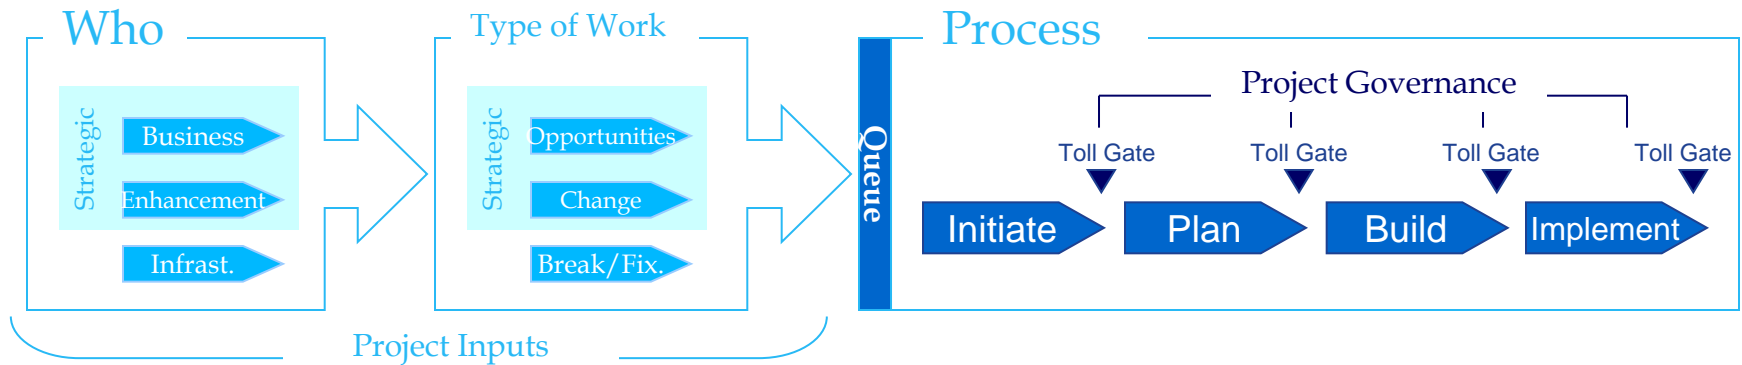 Who
Strategic
Business
Enhancement
Infrast.
Type of Work
Strategic
Opportunities
Change
Break/Fix.
Project Inputs
Queue
Process
Project Governance
Toll Gate
Toll Gate
Toll Gate
Toll Gate
Initiate
Plan
Build
Implement